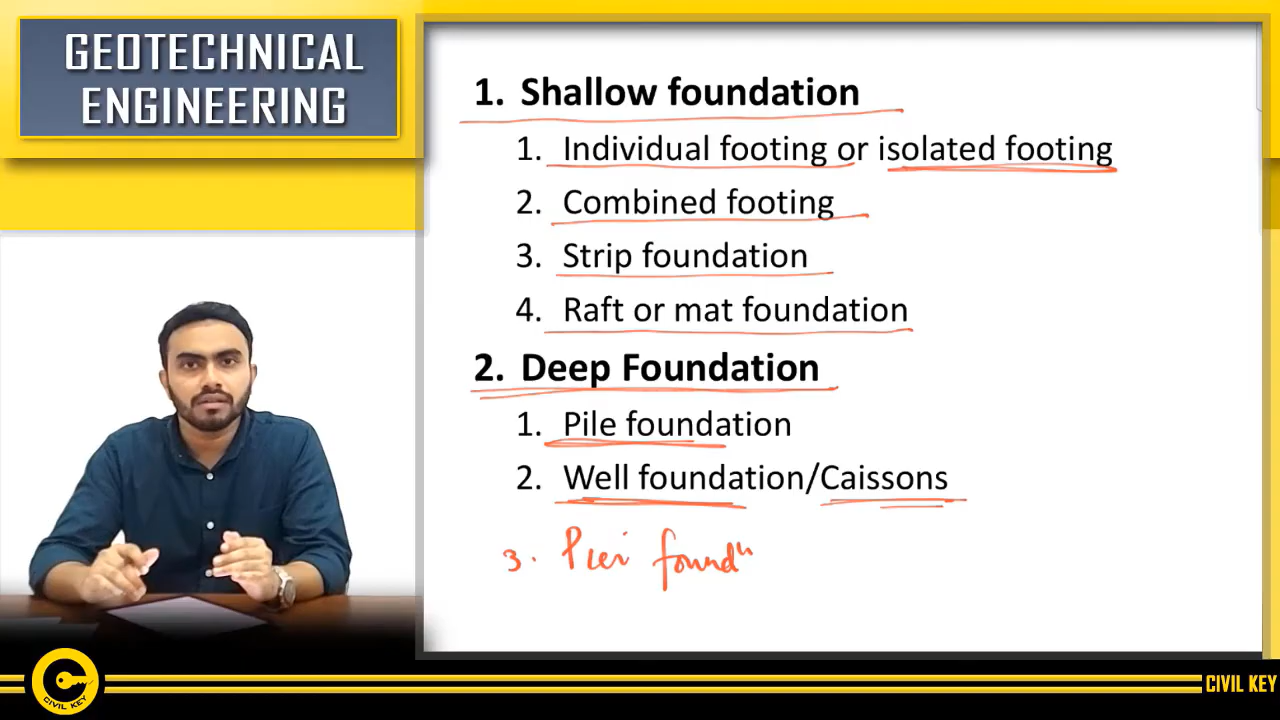 GEOTECHNICAL
ENGINEERING
1. Shallow foundation
1. Individual footing or isolated footing
2. Combined footing
3. Strip foundation
4. Raft or mat foundation
2. Deep Foundation
1. Pile foundation
2. Well foundation/Caissons
3. Pier foundn
CIVIL KEY
CIVIL KEY